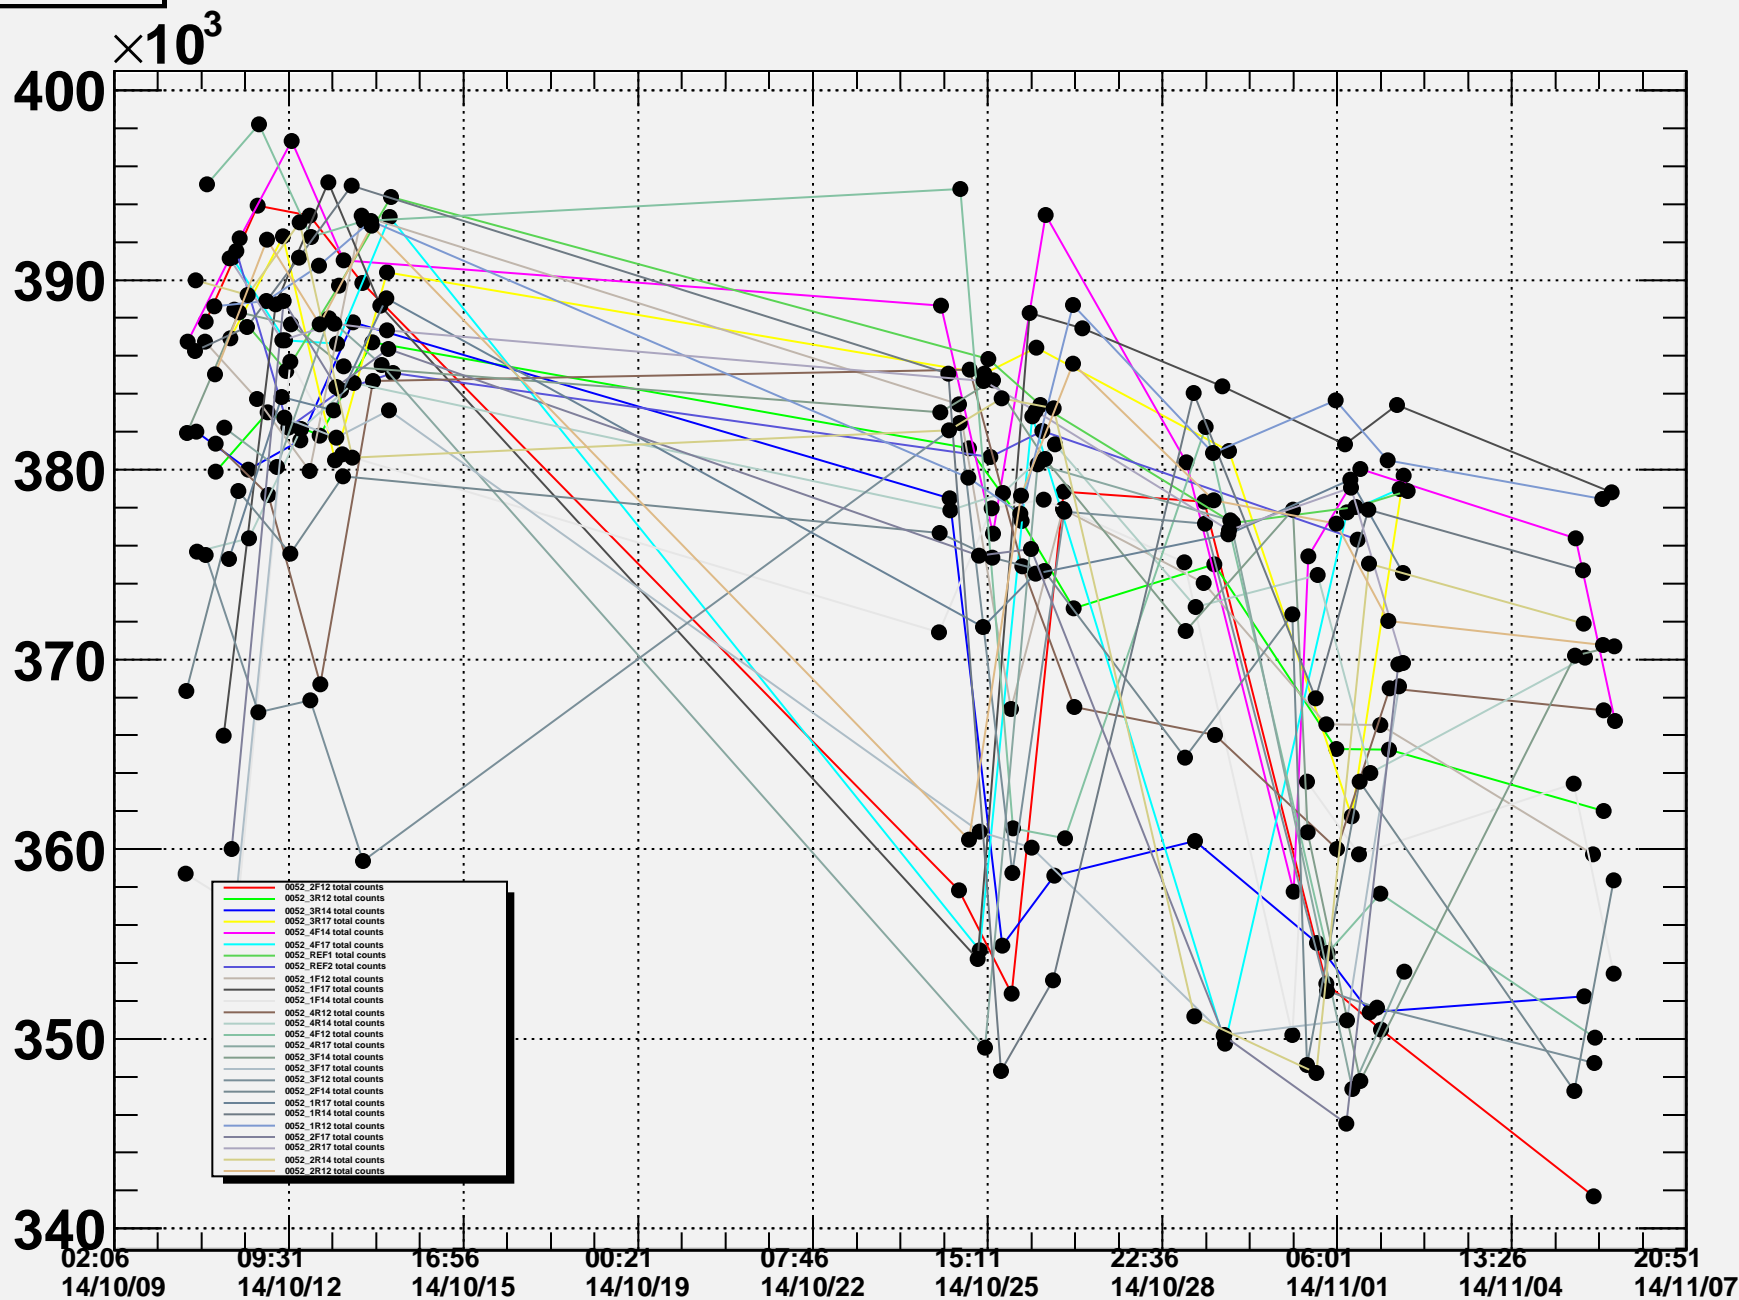 ×10³
400
390
380
370
360
350
340
0052_2F12 total counts
0052_3R12 total counts
0052_3R14 total counts
0052_3R17 total counts
0052_4F14 total counts
0052_4F17 total counts
0052_REF1 total counts
0052_REF2 total counts
0052_1F12 total counts
0052_1F17 total counts
0052_1F14 total counts
0052_4R12 total counts
0052_4R14 total counts
0052_4F12 total counts
0052_4R17 total counts
0052_3F14 total counts
0052_3F17 total counts
0052_3F12 total counts
0052_2F14 total counts
0052_1R17 total counts
0052_1R14 total counts
0052_1R12 total counts
0052_2F17 total counts
0052_2R17 total counts
0052_2R14 total counts
0052_2R12 total counts
02:06 09:31 16:56 00:21 07:46 15:11 22:36 06:01 13:26 20:51
14/10/09 14/10/12 14/10/15 14/10/19 14/10/22 14/10/25 14/10/28 14/11/01 14/11/04 14/11/07